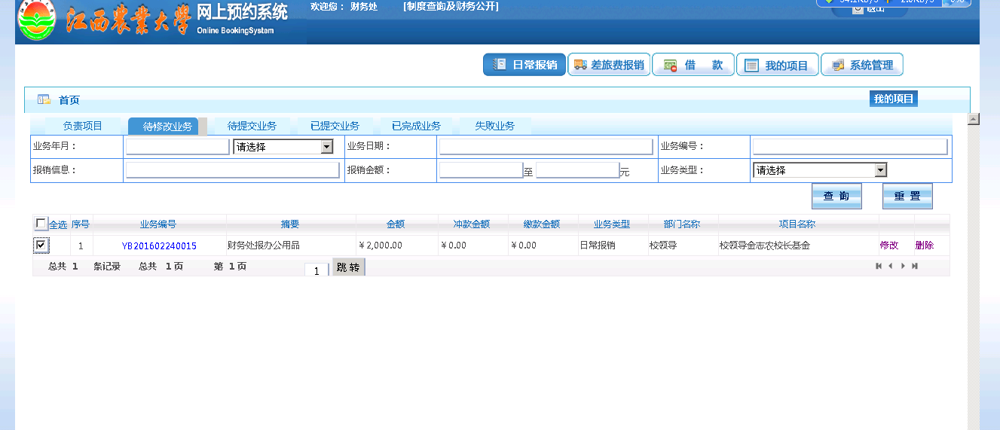 江西农业大学 网上预约系统 欢迎您： 财务处 [制度查询及财务公开] 退出
Online BookingSystem
日常报销 差旅费报销 借 款 我的项目 系统管理
首页 我的项目
负责项目 待修改业务 待提交业务 已提交业务 已完成业务 失败业务
业务年月： 请选择 业务日期： 业务编号：
报销信息： 报销金额： 至 元 业务类型： 请选择
查 询 重 置
全选 序号 业务编号 摘要 金额 冲款金额 缴款金额 业务类型 部门名称 项目名称
1 YB201602240015 财务处报办公用品 ￥2,000.00 ￥0.00 ￥0.00 日常报销 校领导 校领导金志农校长基金 修改 删除
总共 1 条记录 总共 1 页 第 1 页 1 跳 转